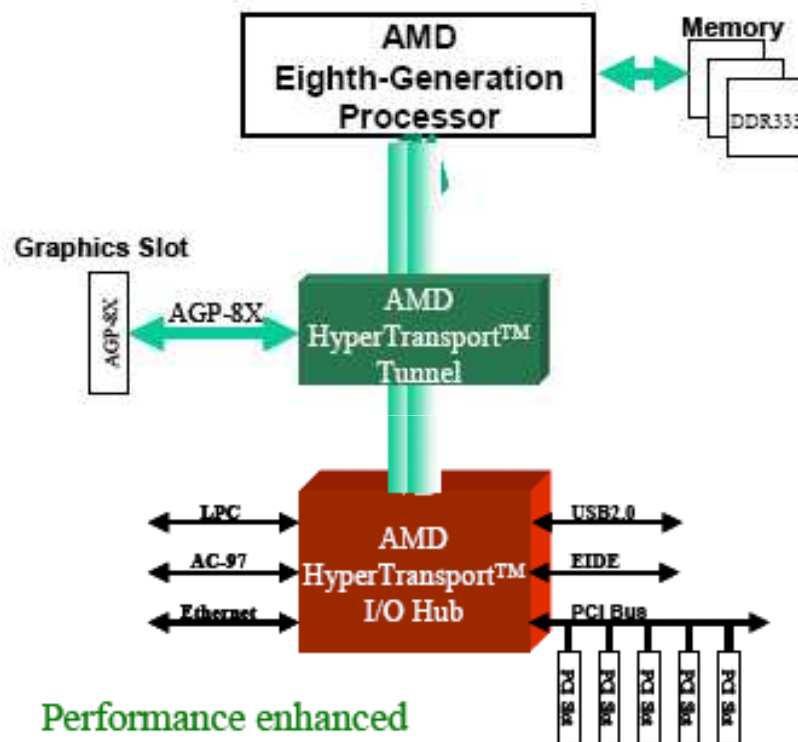 AMD
Eighth-Generation
Processor
Memory
DDR333
Graphics Slot
AGP-8X
AGP-8X
AMD
HyperTransport™
Tunnel
LPC
AC-97
Ethernet
AMD
HyperTransport™
I/O Hub
USB2.0
EIDE
PCI Bus
PCI Slot
PCI Slot
PCI Slot
PCI Slot
PCI Slot
Performance enhanced